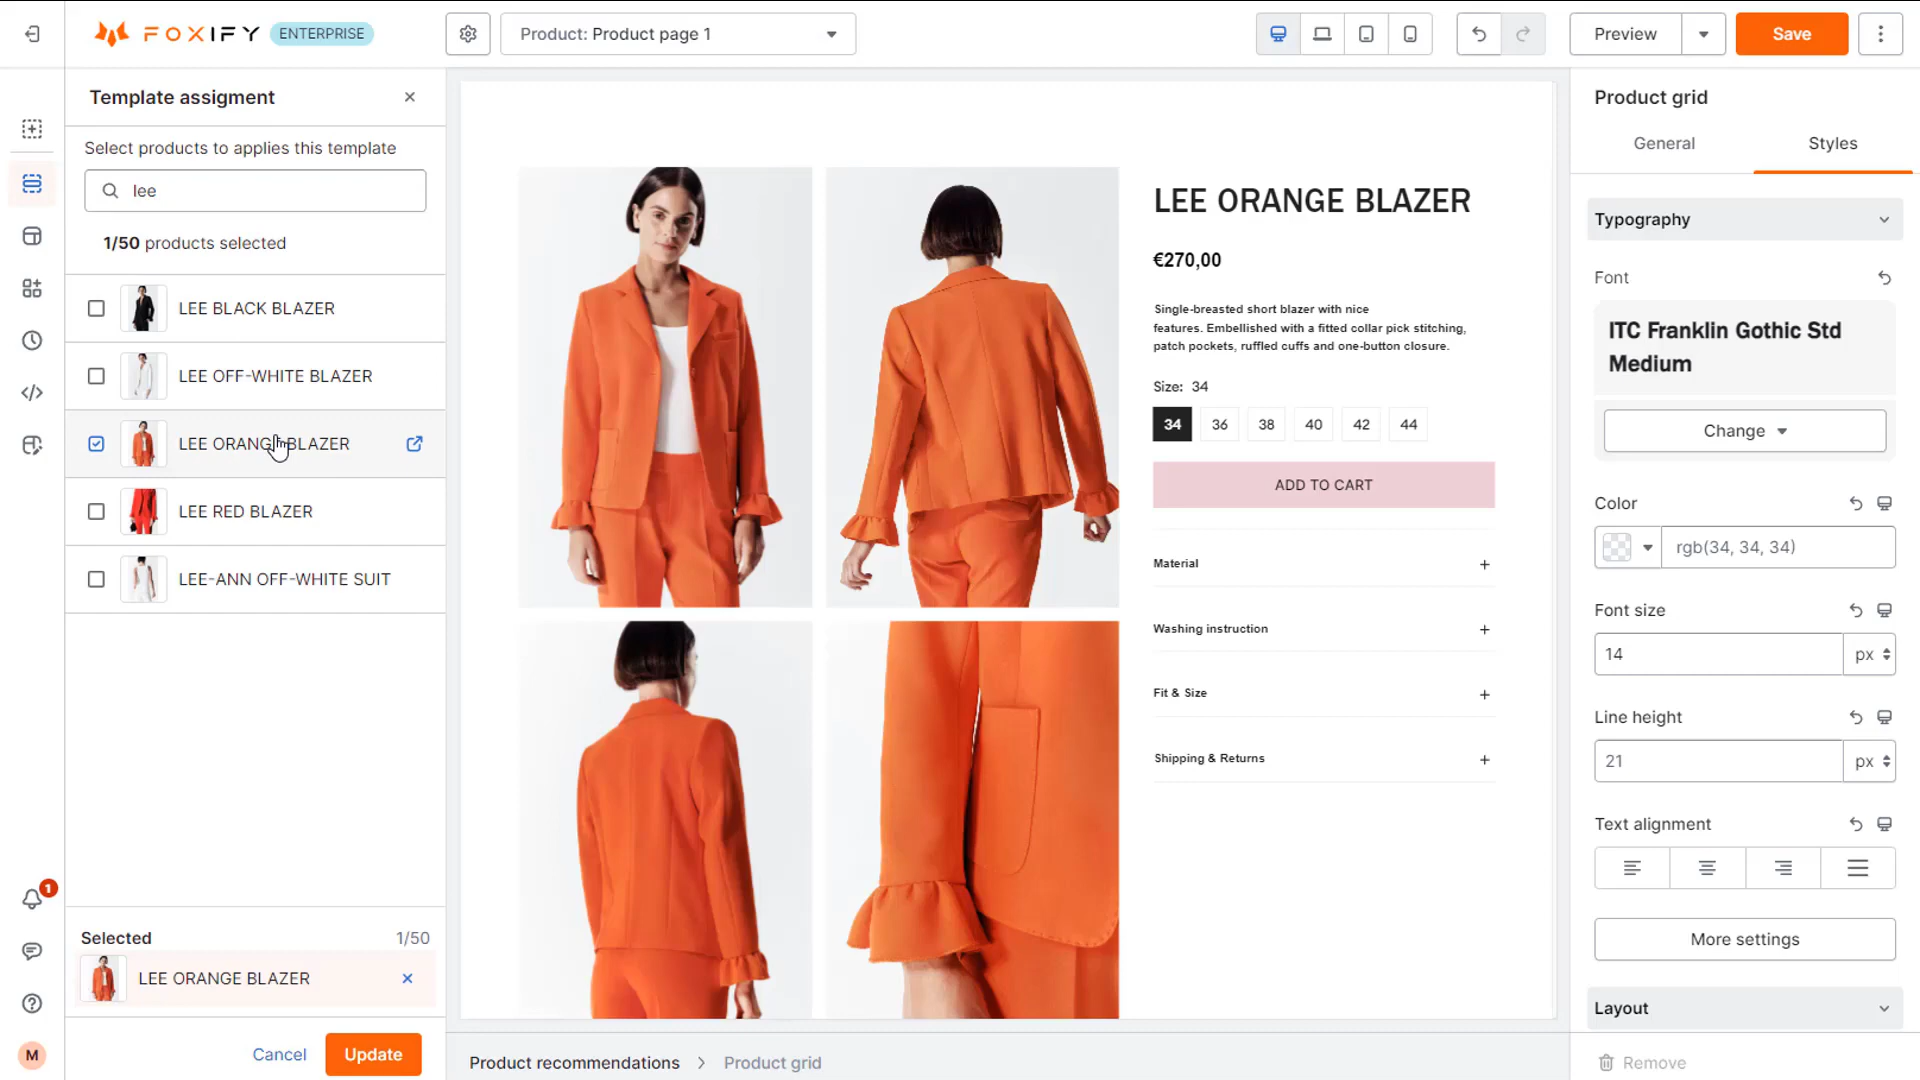 FOXIFY ENTERPRISE
Product: Product page 1
Preview
Save
Template assigment
Select products to applies this template
lee
1/50 products selected
LEE BLACK BLAZER
LEE OFF-WHITE BLAZER
LEE ORANGE BLAZER
LEE RED BLAZER
LEE-ANN OFF-WHITE SUIT
1
Selected 1/50
LEE ORANGE BLAZER
M
Cancel
Update
LEE ORANGE BLAZER
€270,00
Single-breasted short blazer with nice
features. Embellished with a fitted collar pick stitching,
patch pockets, ruffled cuffs and one-button closure.
Size: 34
34 36 38 40 42 44
ADD TO CART
Material
Washing instruction
Fit & Size
Shipping & Returns
Product recommendations
Product grid
Product grid
General Styles
Typography
Font
ITC Franklin Gothic Std
Medium
Change
Color
rgb(34, 34, 34)
Font size
14 px
Line height
21 px
Text alignment
More settings
Layout
Remove